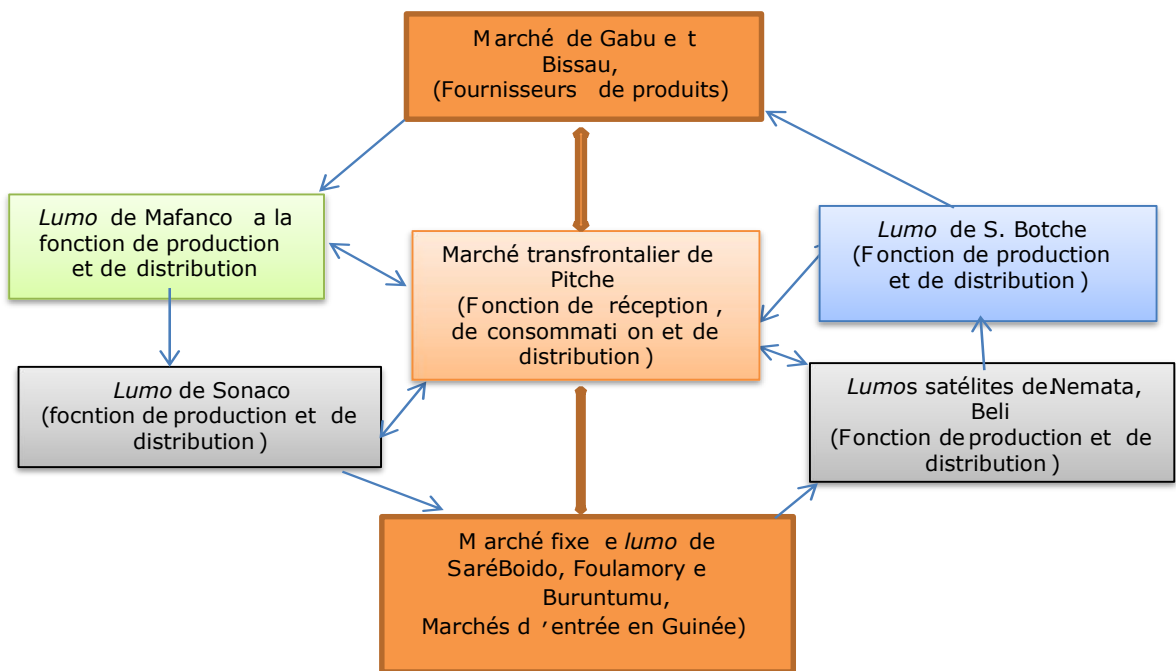 Marché de Gabu et
Bissau,
(Fournisseurs de produits)
Lumo de Mafanco a la
fonction de production
et de distribution
Marché transfrontalier de
Pitche
(Fonction de réception ,
de consommation et de
distribution )
Lumo de S. Botche
(Fonction de production
et de distribution )
Lumo de Sonaco
(focntion de production et de
distribution )
Lumos satélites de.Nemata,
Beli
(Fonction de production et de
distribution )
Marché fixe e lumo de
SaréBoido, Foulamory e
Buruntumu,
Marchés d ’entrée en Guinée)